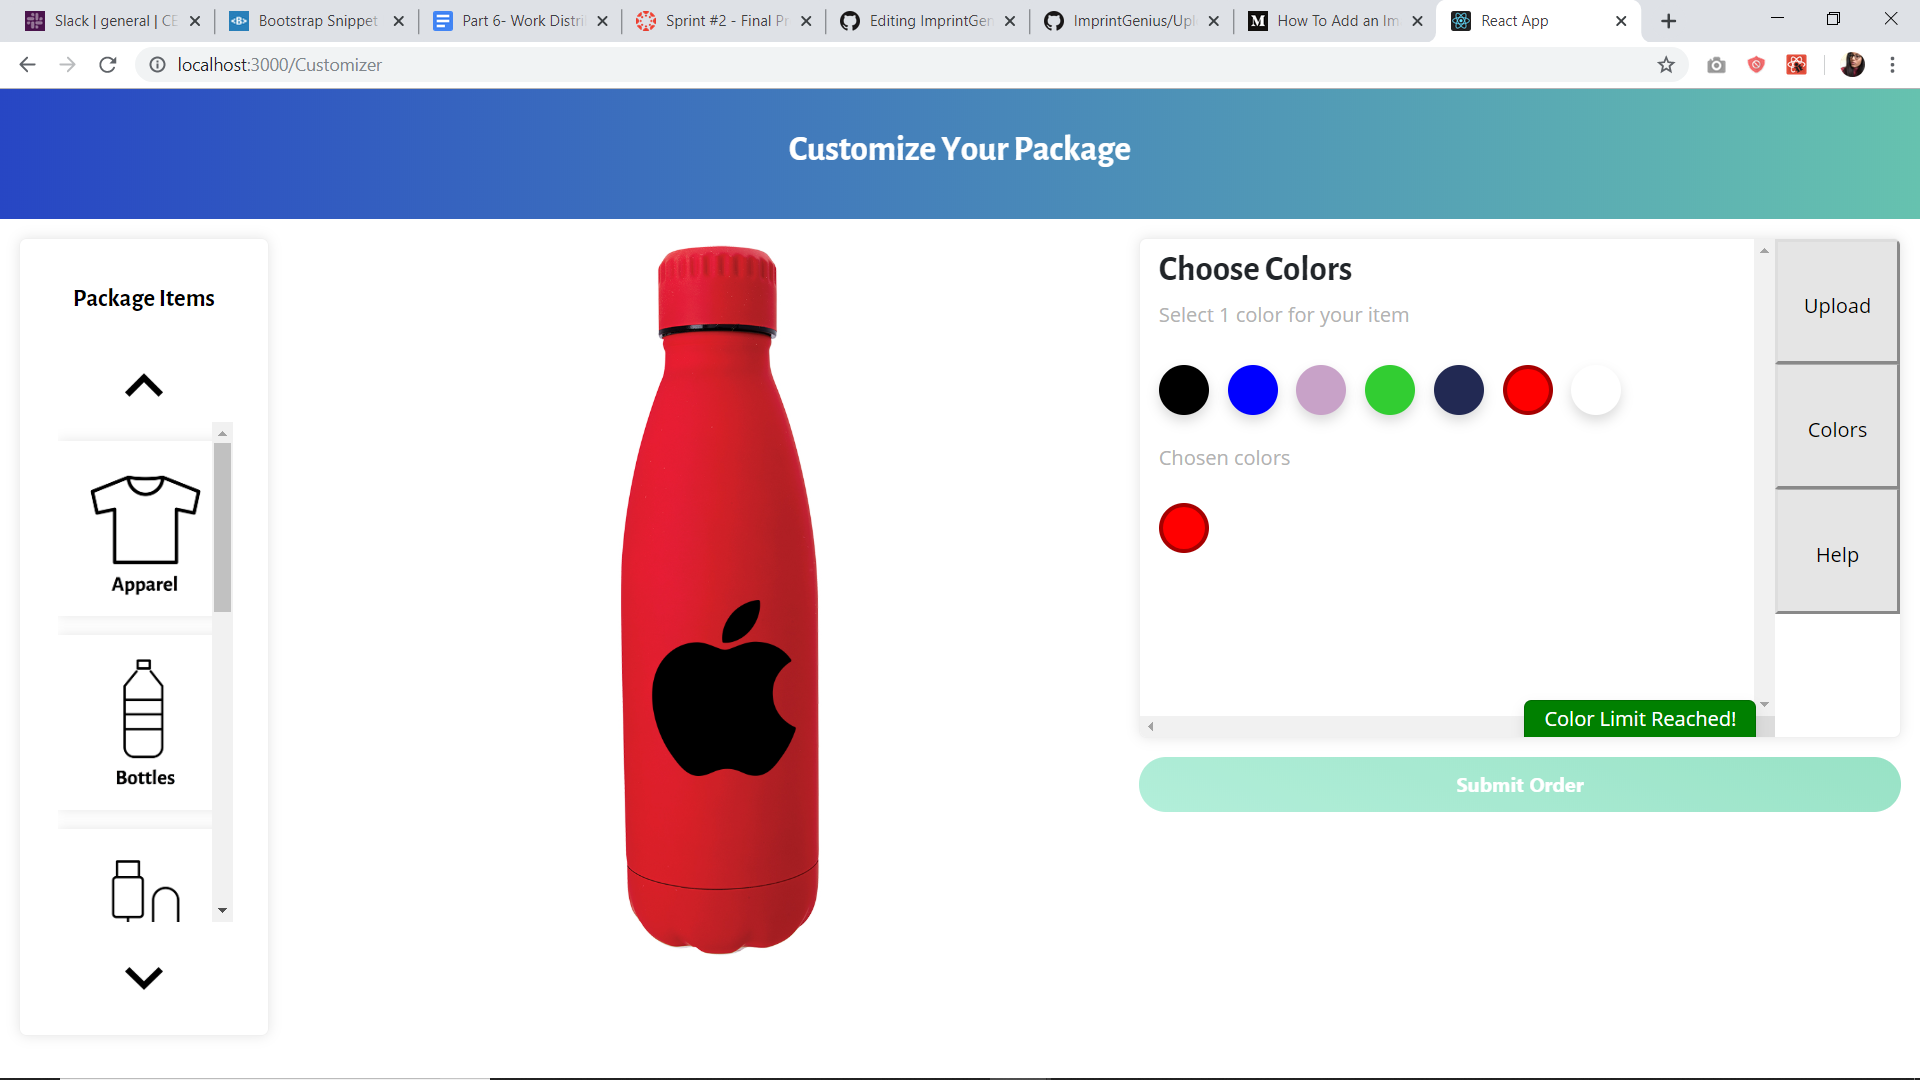 Slack | general | CE
Bootstrap Snippet
Part 6- Work Distri
Sprint #2 - Final Pr
Editing ImprintGen
ImprintGenius/Upl
How To Add an Im
React App
localhost:3000/Customizer
Customize Your Package
Package Items
Apparel
Bottles
Choose Colors
Select 1 color for your item
Chosen colors
Upload
Colors
Help
Color Limit Reached!
Submit Order